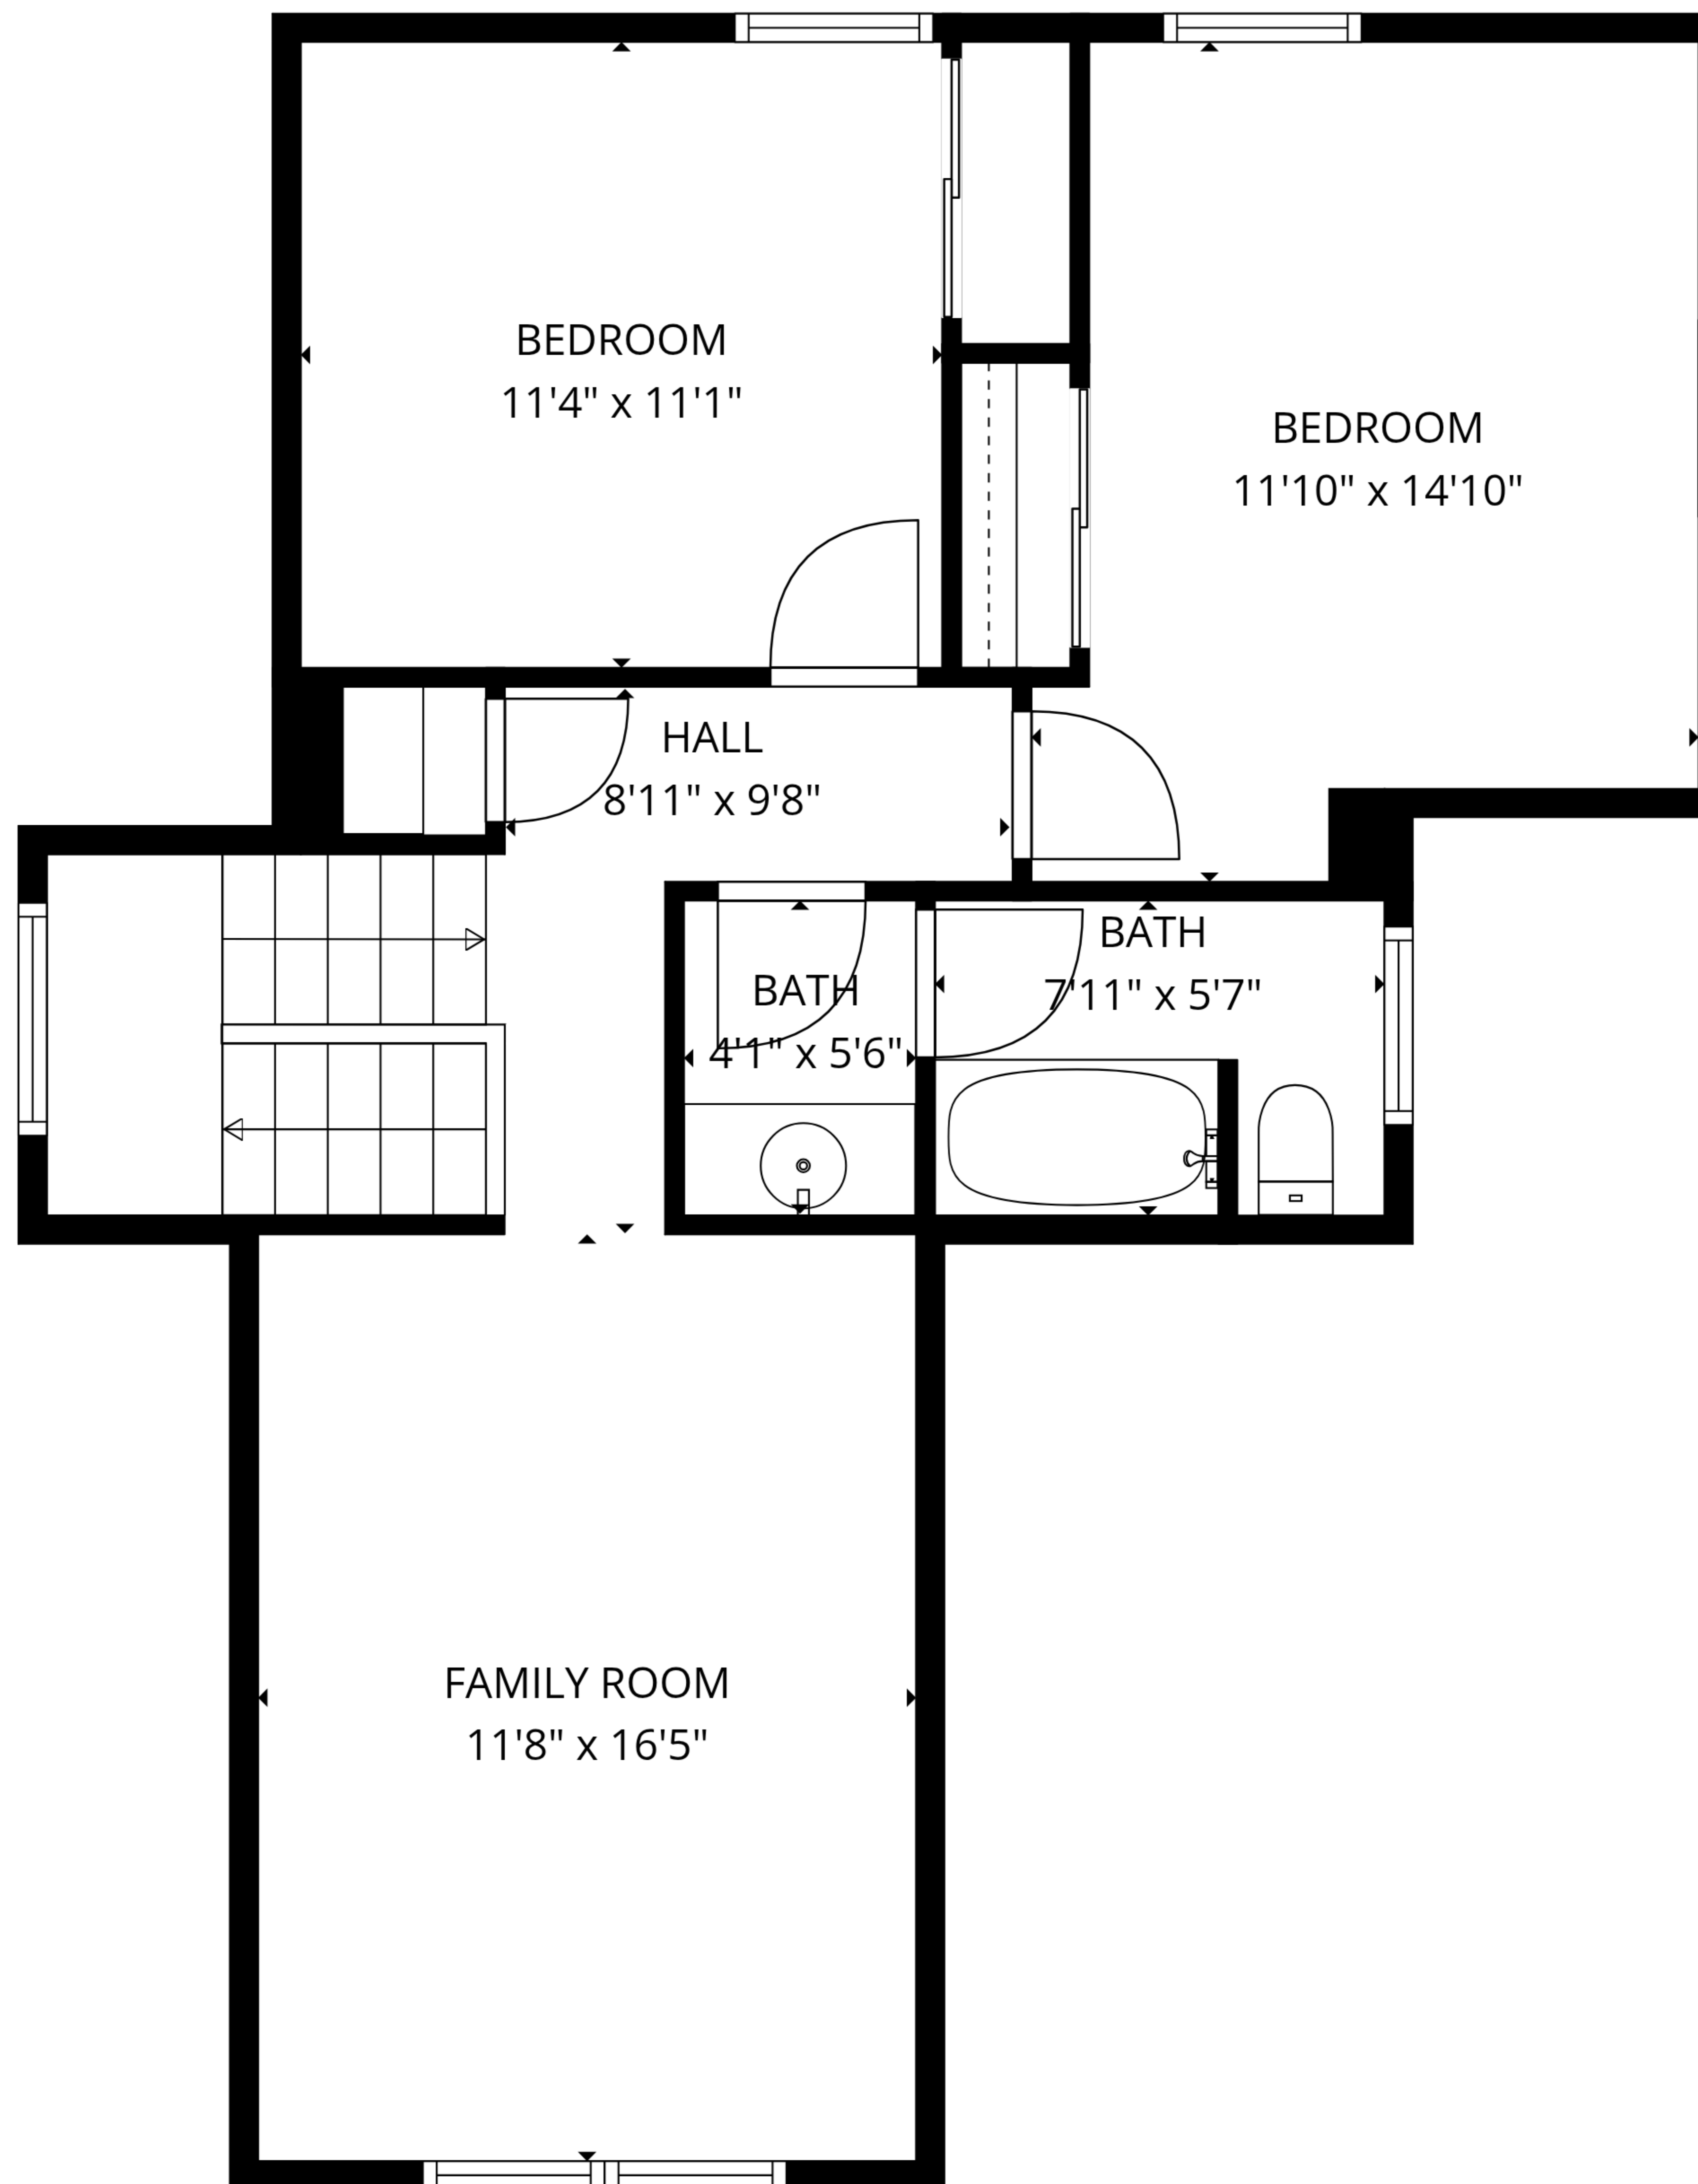 BEDROOM
11'4" x 11'1"
BEDROOM
11'10" x 14'10"
HALL
8'11" x 9'8"
BATH
7'11" x 5'7"
BATH
4'1" x 5'6"
FAMILY ROOM
11'8" x 16'5"